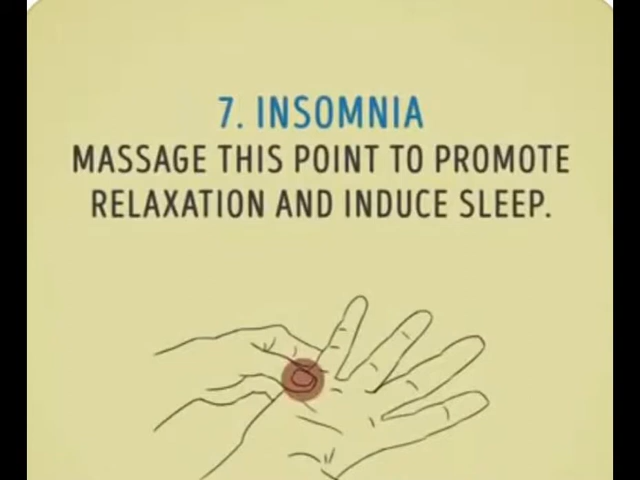 7. INSOMNIA
MASSAGE THIS POINT TO PROMOTE
RELAXATION AND INDUCE SLEEP.